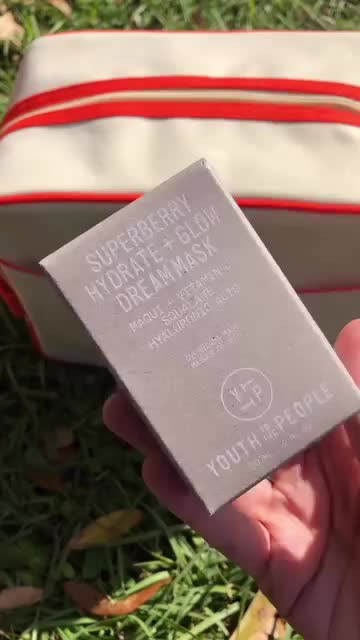 SUPERBERRY
HYDRATE + GLOW
DREAM MASK
MAQUI + VITAMIN C
SQUALANE
HYALURONIC ACID
Y P
YOUTH TO THE PEOPLE